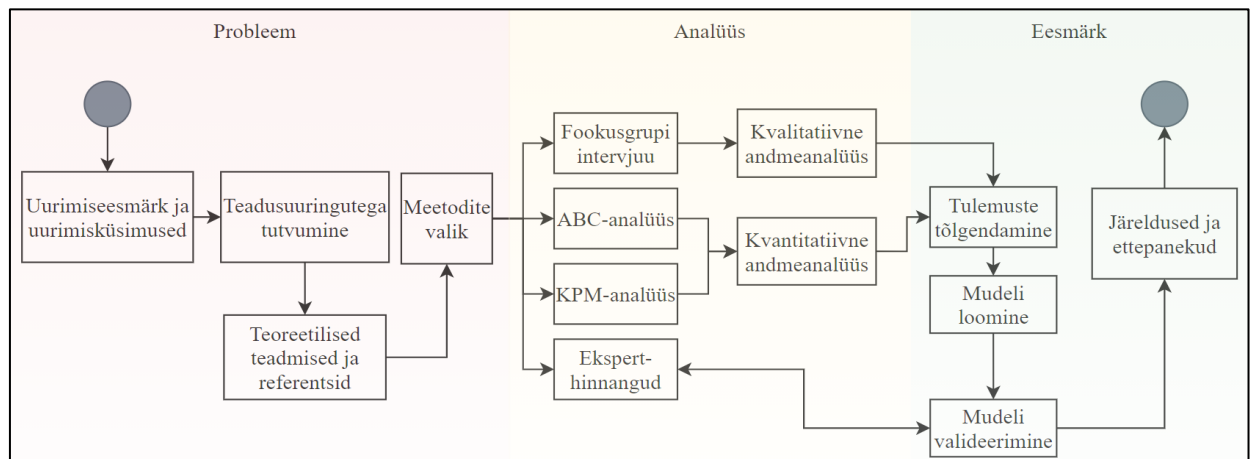 Probleem
Analüüs
Eesmärk
Uurimiseesmärk ja
uurimisküsimused
Teadusuuringutega
tutvumine
Teoreetilised
teadmised ja
referentsid
Meetodite
valik
Fookusgrupi
intervjuu
ABC-analüüs
KPM-analüüs
Ekspert-
hinnangud
Kvalitatiivne
andmeanalüüs
Kvantitatiivne
andmeanalüüs
Tulemuste
tõlgendamine
Mudeli
loomine
Mudeli
valideerimine
Järeldused ja
ettepanekud